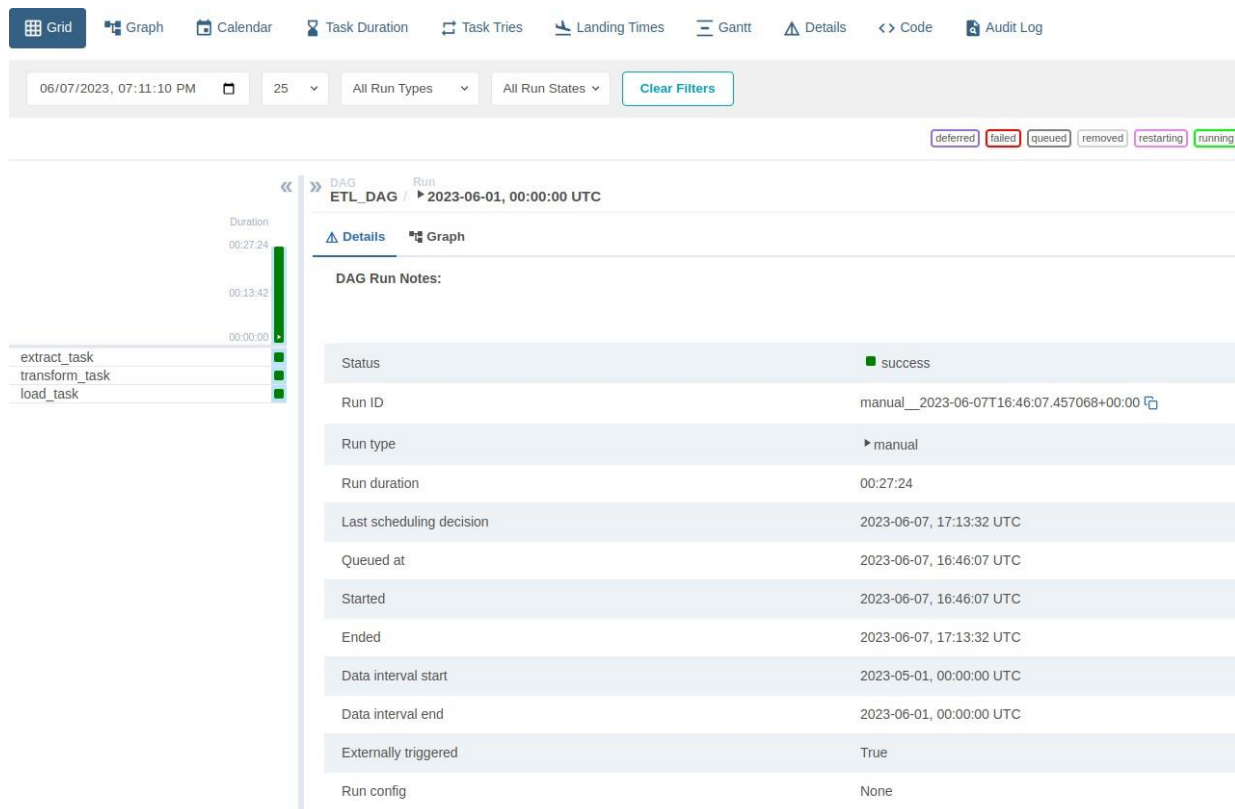 Grid Graph Calendar Task Duration Task Tries Landing Times Gantt Details <> Code Audit Log
06/07/2023, 07:11:10 PM 25 All Run Types All Run States Clear Filters
deferred failed queued removed restarting running
« » DAG Run
ETL_DAG / 2023-06-01, 00:00:00 UTC
Duration
00:27:24
00:13:42
00:00:00
extract_task
transform_task
load_task
Details Graph
DAG Run Notes:
Status success
Run ID manual__2023-06-07T16:46:07.457068+00:00
Run type manual
Run duration 00:27:24
Last scheduling decision 2023-06-07, 17:13:32 UTC
Queued at 2023-06-07, 16:46:07 UTC
Started 2023-06-07, 16:46:07 UTC
Ended 2023-06-07, 17:13:32 UTC
Data interval start 2023-05-01, 00:00:00 UTC
Data interval end 2023-06-01, 00:00:00 UTC
Externally triggered True
Run config None